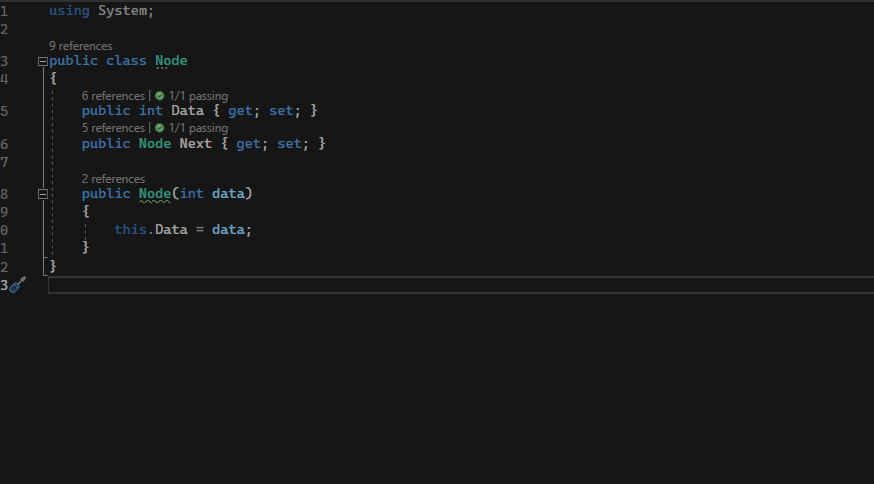 1 using System;
2
9 references
3 public class Node
4 {
6 references | 1/1 passing
5 public int Data { get; set; }
5 references | 1/1 passing
6 public Node Next { get; set; }
7
2 references
8 public Node(int data)
9 {
0 this.Data = data;
1 }
2 }
3